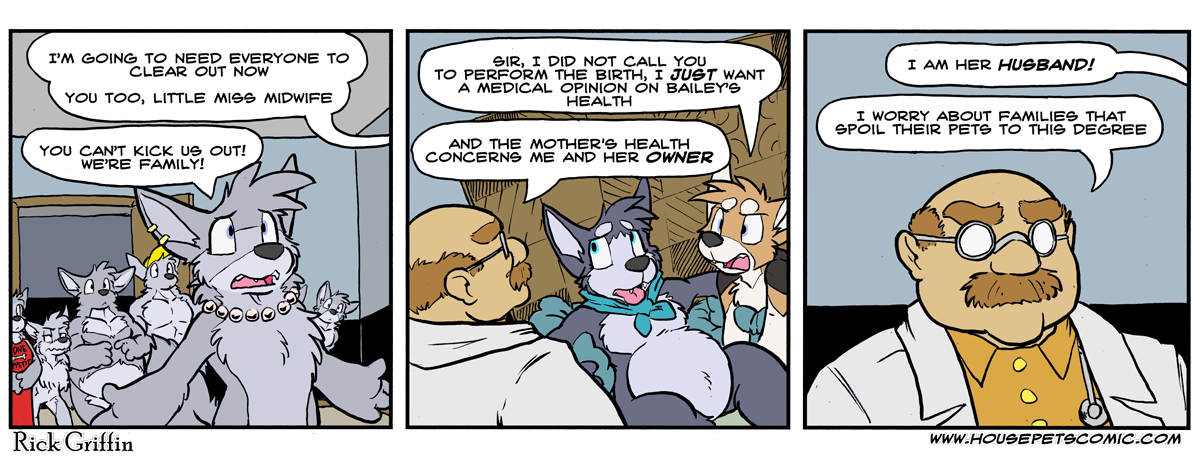 I'M GOING TO NEED EVERYONE TO
CLEAR OUT NOW
YOU TOO, LITTLE MISS MIDWIFE
YOU CAN'T KICK US OUT!
WE'RE FAMILY!
ONE
PETIT
SIR, I DID NOT CALL YOU
TO PERFORM THE BIRTH, I JUST WANT
A MEDICAL OPINION ON BAILEY'S
HEALTH
AND THE MOTHER'S HEALTH
CONCERNS ME AND HER OWNER
I AM HER HUSBAND!
I WORRY ABOUT FAMILIES THAT
SPOIL THEIR PETS TO THIS DEGREE
Rick Griffin
WWW.HOUSEPETSCOMIC.COM